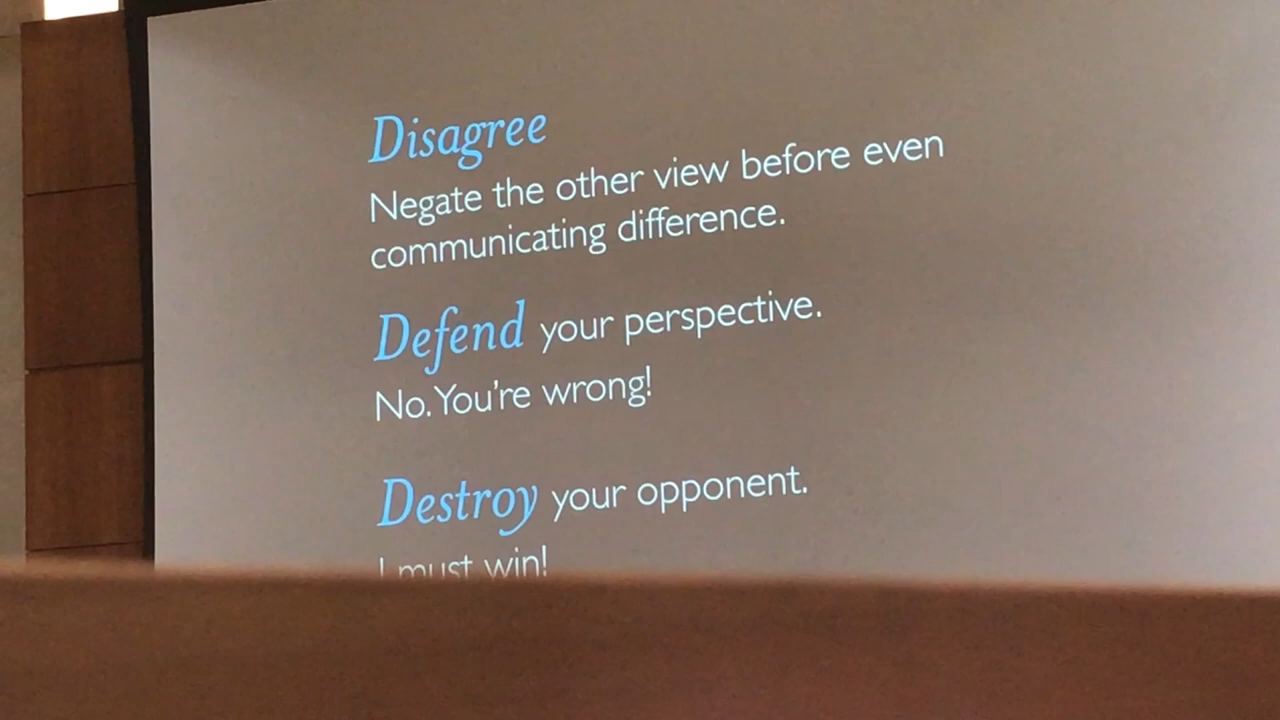 Disagree
Negate the other view before even
communicating difference.
Defend your perspective.
No. You're wrong!
Destroy your opponent.
I must win!